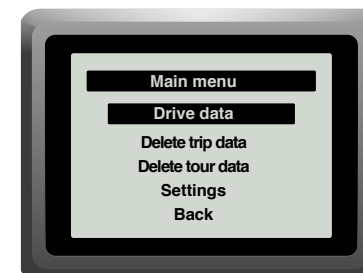 Main menu
Drive data
Delete trip data
Delete tour data
Settings
Back